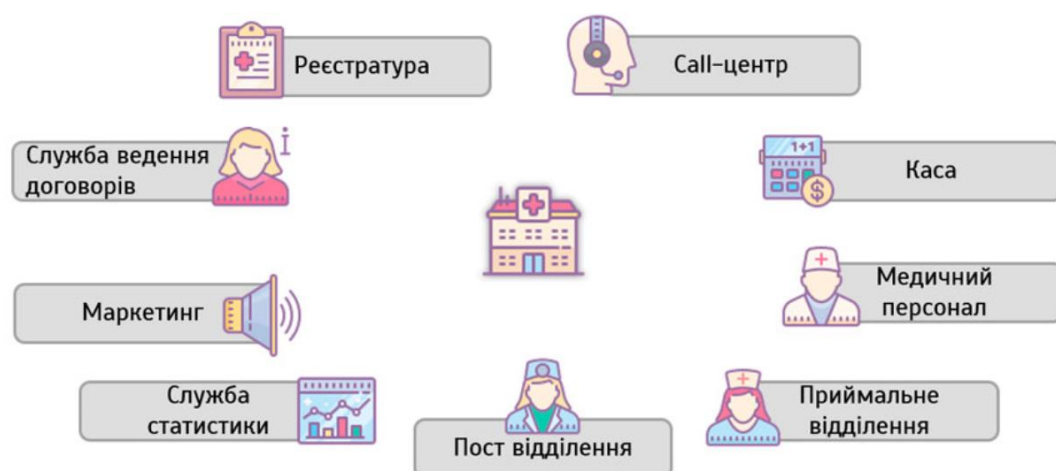 Реєстратура
Call-центр
Служба ведення
договорів
1+1
Каса
$
Медичний
персонал
Маркетинг
Служба
статистики
Пост відділення
Приймальне
відділення